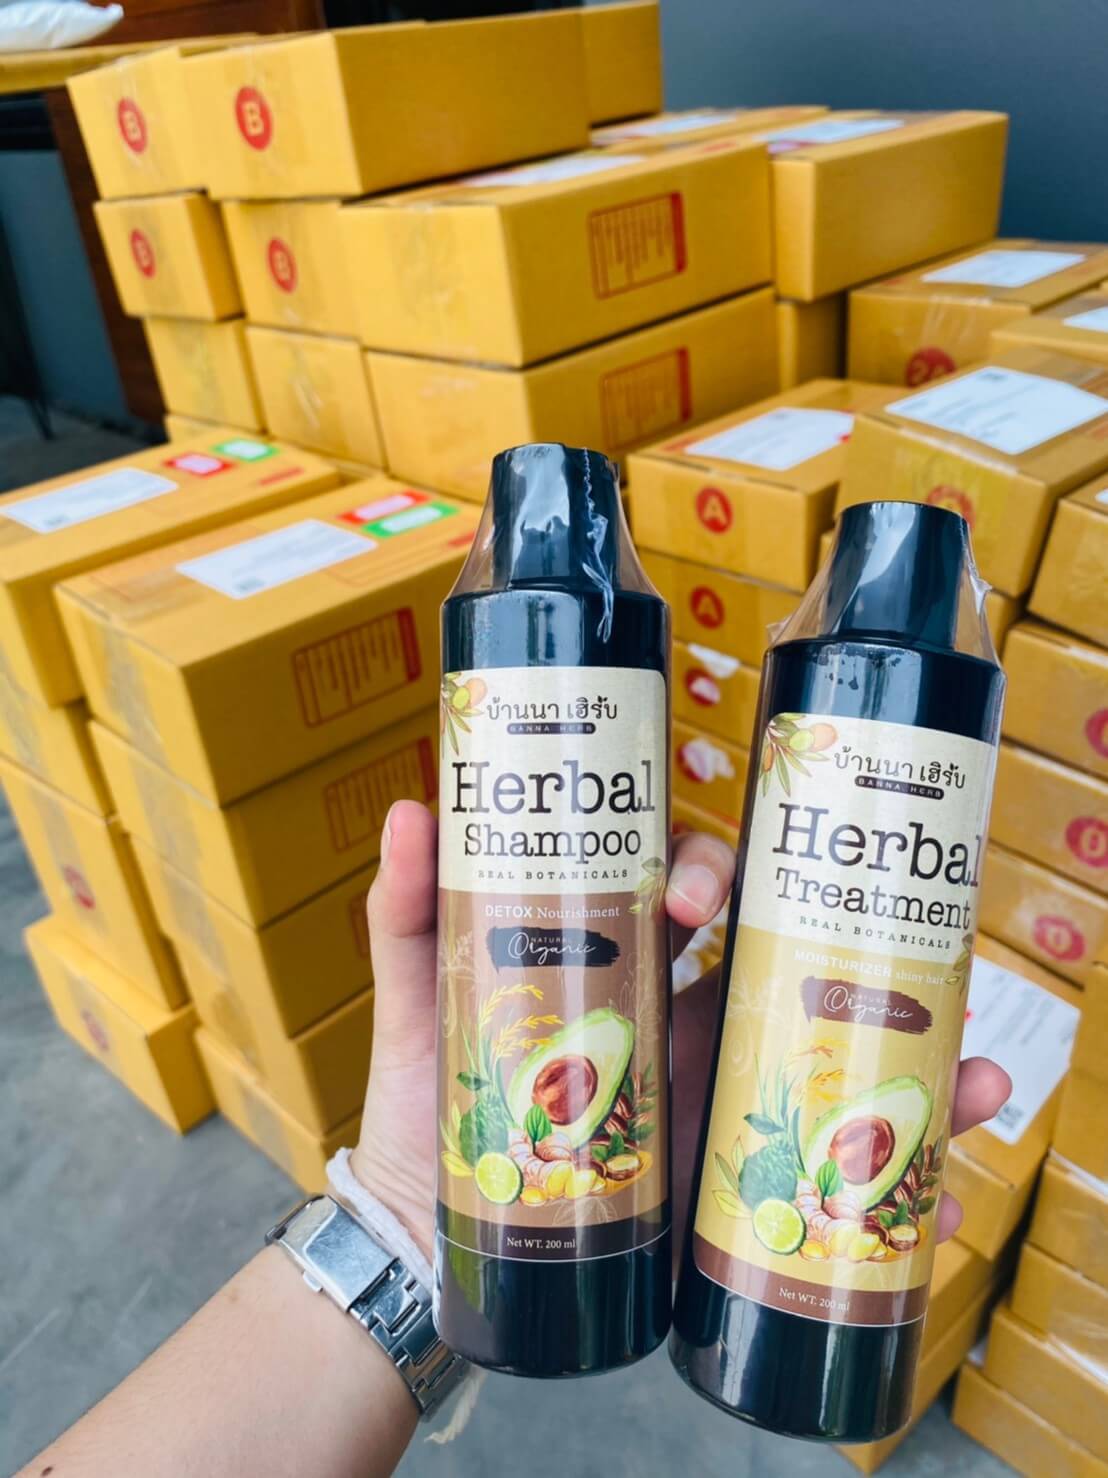 B
B
B
B
A
A
บ้านนา เฮิร์บ
BANNA HERB
Herbal
Shampoo
REAL BOTANICALS
DETOX Nourishment
NATURAL
Organic
Net WT. 200 ml
บ้านนา เฮิร์บ
BANNA HERB
Herbal
Treatment
REAL BOTANICALS
MOISTURIZER shiny hair
NATURAL
Organic
Net WT. 200 ml